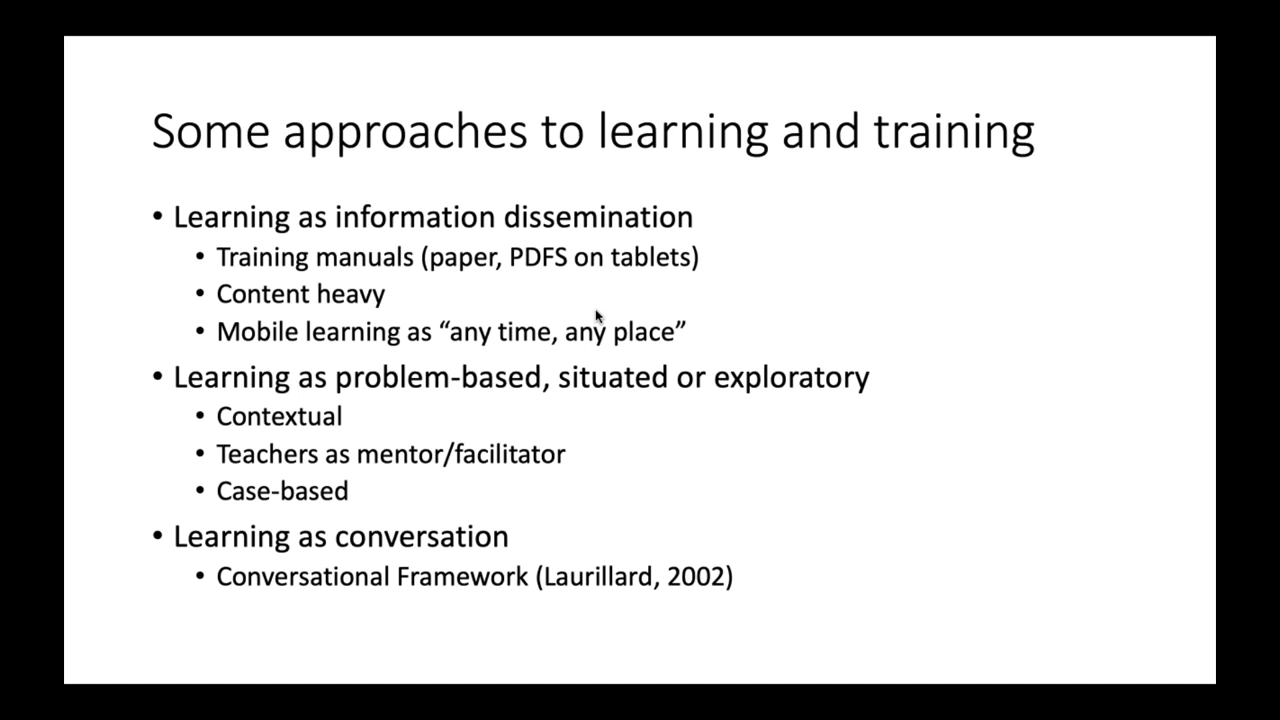 Some approaches to learning and training
• Learning as information dissemination
• Training manuals (paper, PDFS on tablets)
• Content heavy
• Mobile learning as “any time, any place”
• Learning as problem-based, situated or exploratory
• Contextual
• Teachers as mentor/facilitator
• Case-based
• Learning as conversation
• Conversational Framework (Laurillard, 2002)